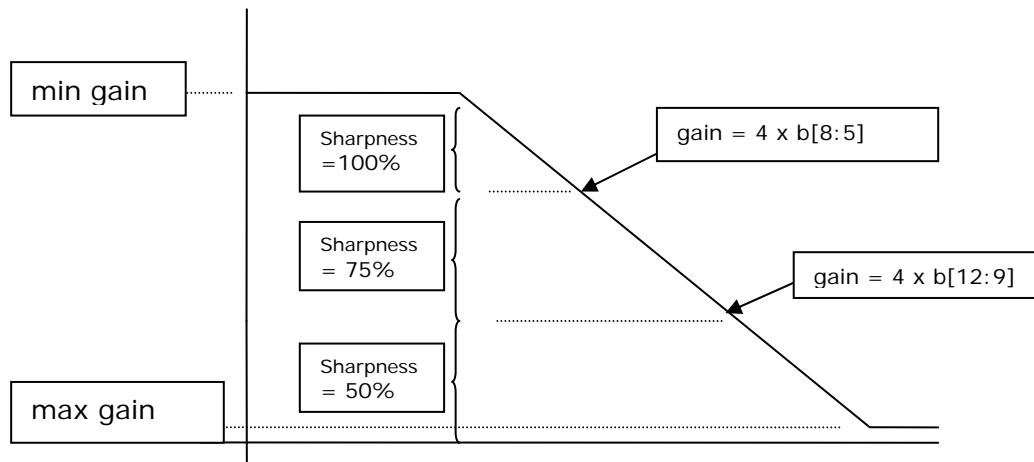 min gain
Sharpness
=100%
gain = 4 x b[8:5]
Sharpness
= 75%
gain = 4 x b[12:9]
Sharpness
= 50%
max gain